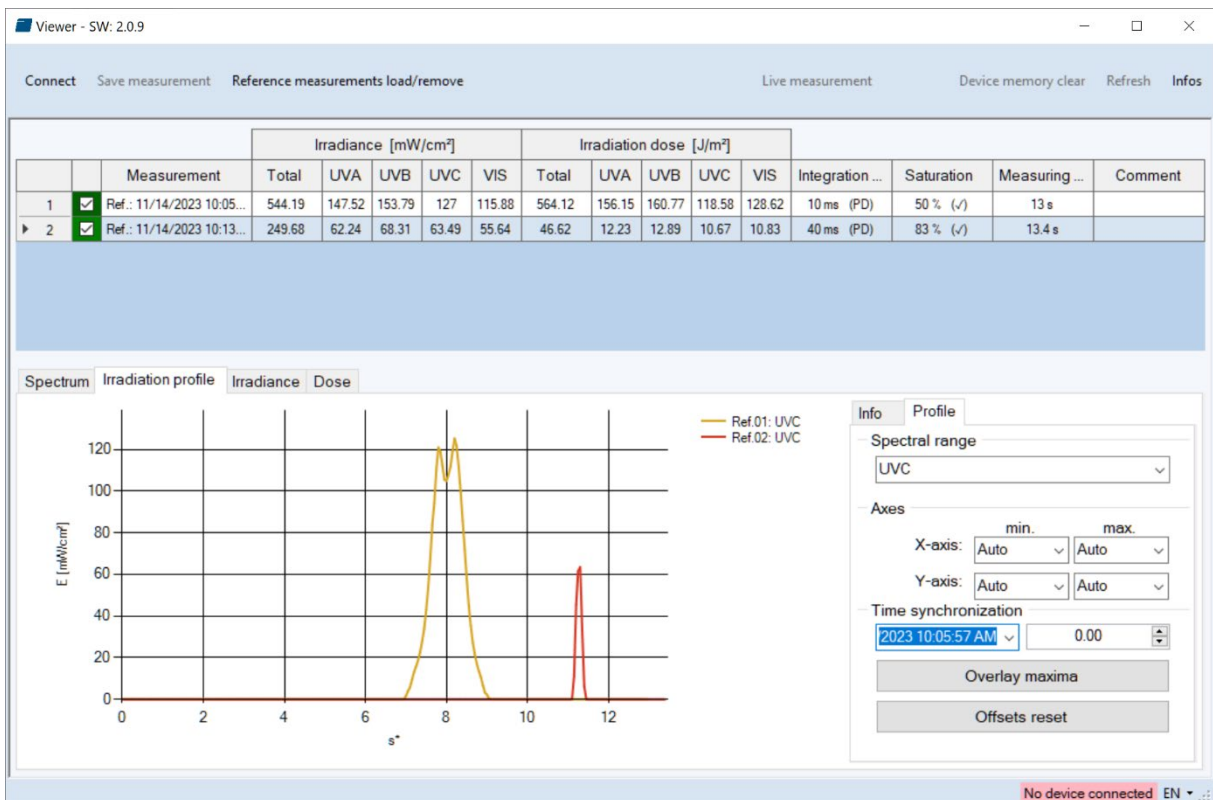 Viewer - SW: 2.0.9
Connect Save measurement Reference measurements load/remove Live measurement Device memory clear Refresh Infos
Irradiance [mW/cm²] Irradiation dose [J/m²]
Measurement Total UVA UVB UVC VIS Total UVA UVB UVC VIS Integration ... Saturation Measuring ... Comment
1 Ref.: 11/14/2023 10:05... 544.19 147.52 153.79 127 115.88 564.12 156.15 160.77 118.58 128.62 10 ms (PD) 50 % (✓) 13 s
2 Ref.: 11/14/2023 10:13... 249.68 62.24 68.31 63.49 55.64 46.62 12.23 12.89 10.67 10.83 40 ms (PD) 83 % (✓) 13.4 s
Spectrum Irradiation profile Irradiance Dose
Ref.01: UVC
Ref.02: UVC
E [mW/cm²]
120
100
80
60
40
20
0
0 2 4 6 8 10 12
s*
Info Profile
Spectral range
UVC
Axes
min. max.
X-axis: Auto Auto
Y-axis: Auto Auto
Time synchronization
/2023 10:05:57 AM 0.00
Overlay maxima
Offsets reset
No device connected EN